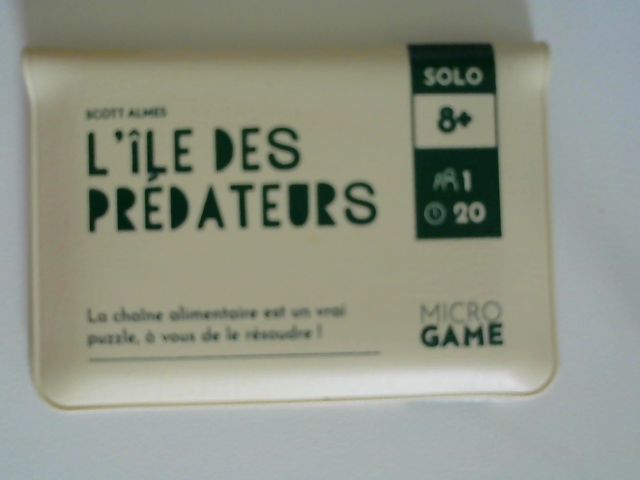 SCOTT ALMES
L'ÎLE DES
PRÉDATEURS
La chaîne alimentaire est un vrai
puzzle, à vous de le résoudre !
SOLO
8+
1
20
MICRO
GAME